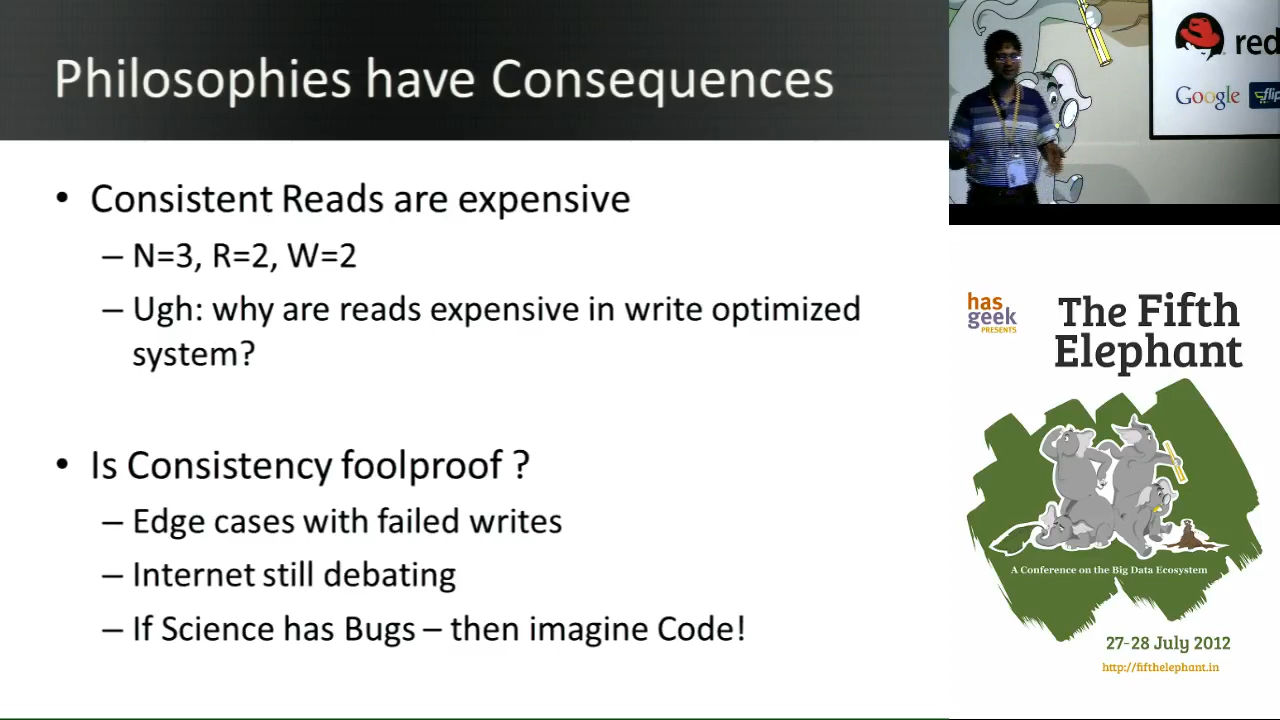 Philosophies have Consequences
• Consistent Reads are expensive
– N=3, R=2, W=2
– Ugh: why are reads expensive in write optimized
system?
• Is Consistency foolproof ?
– Edge cases with failed writes
– Internet still debating
– If Science has Bugs – then imagine Code!
red
Google
flip
has
geek
PRESENTS
The Fifth
Elephant
A Conference on the Big Data Ecosystem
27-28 July 2012
http://fifthelephant.in